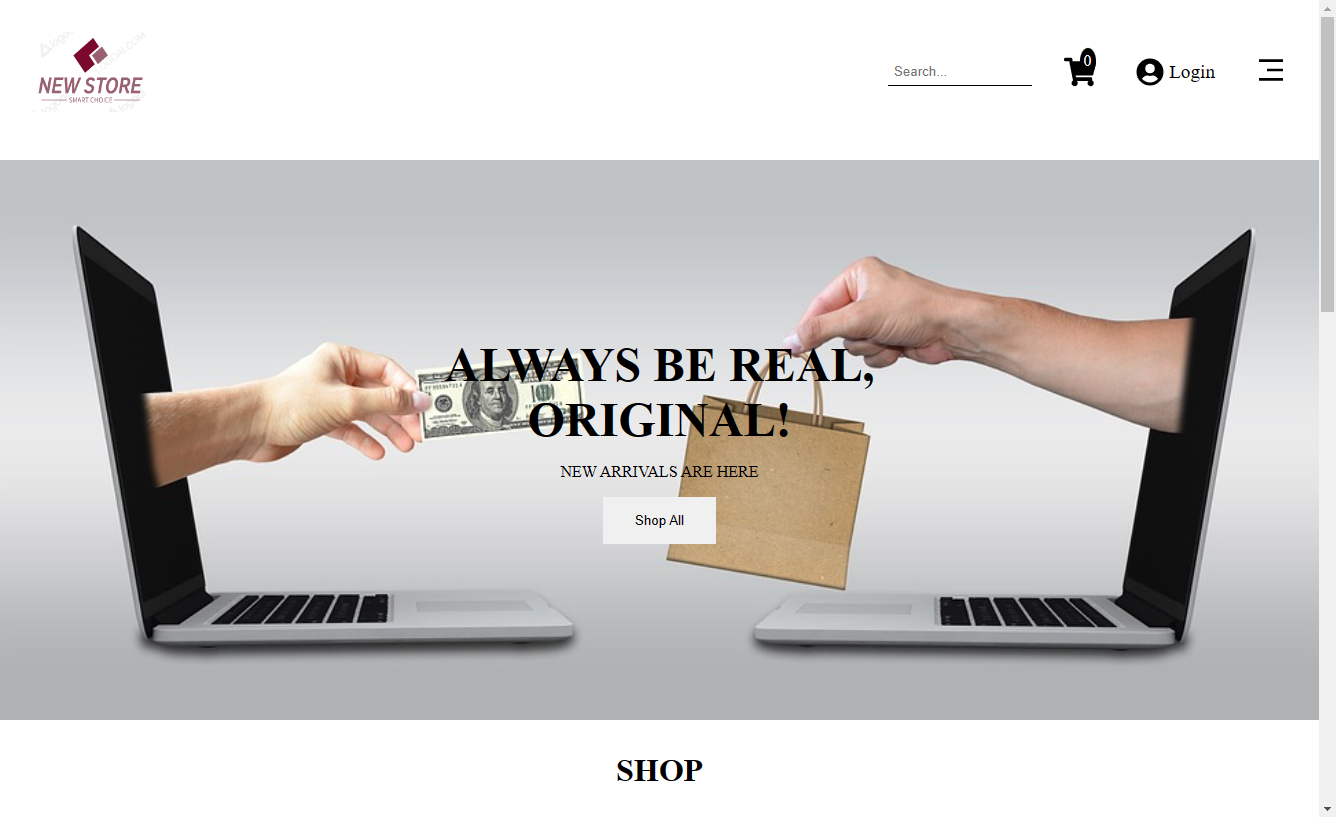 NEW STORE
SMART CHOICE
Search...
0
Login
ALWAYS BE REAL,
ORIGINAL!
NEW ARRIVALS ARE HERE
Shop All
SHOP